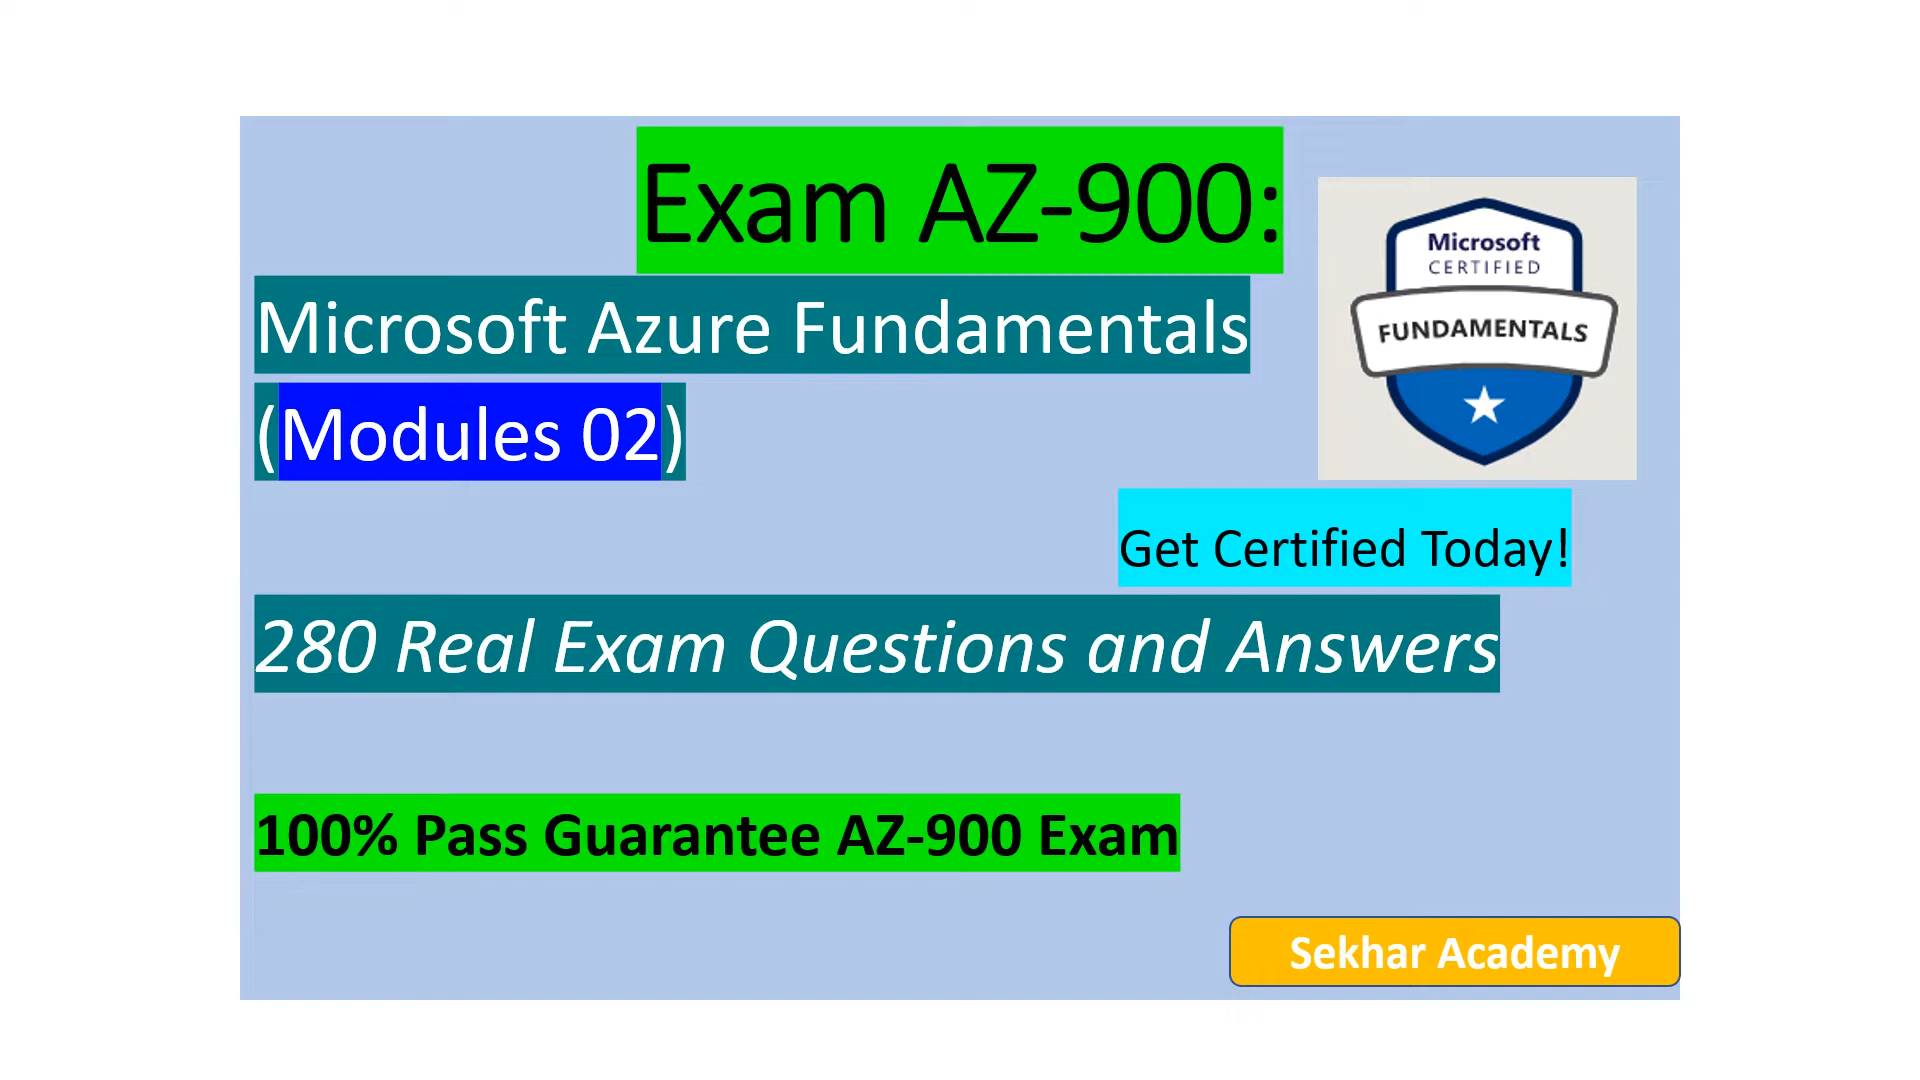 Exam AZ-900:
Microsoft
CERTIFIED
FUNDAMENTALS
Microsoft Azure Fundamentals
(Modules 02)
Get Certified Today!
280 Real Exam Questions and Answers
100% Pass Guarantee AZ-900 Exam
Sekhar Academy